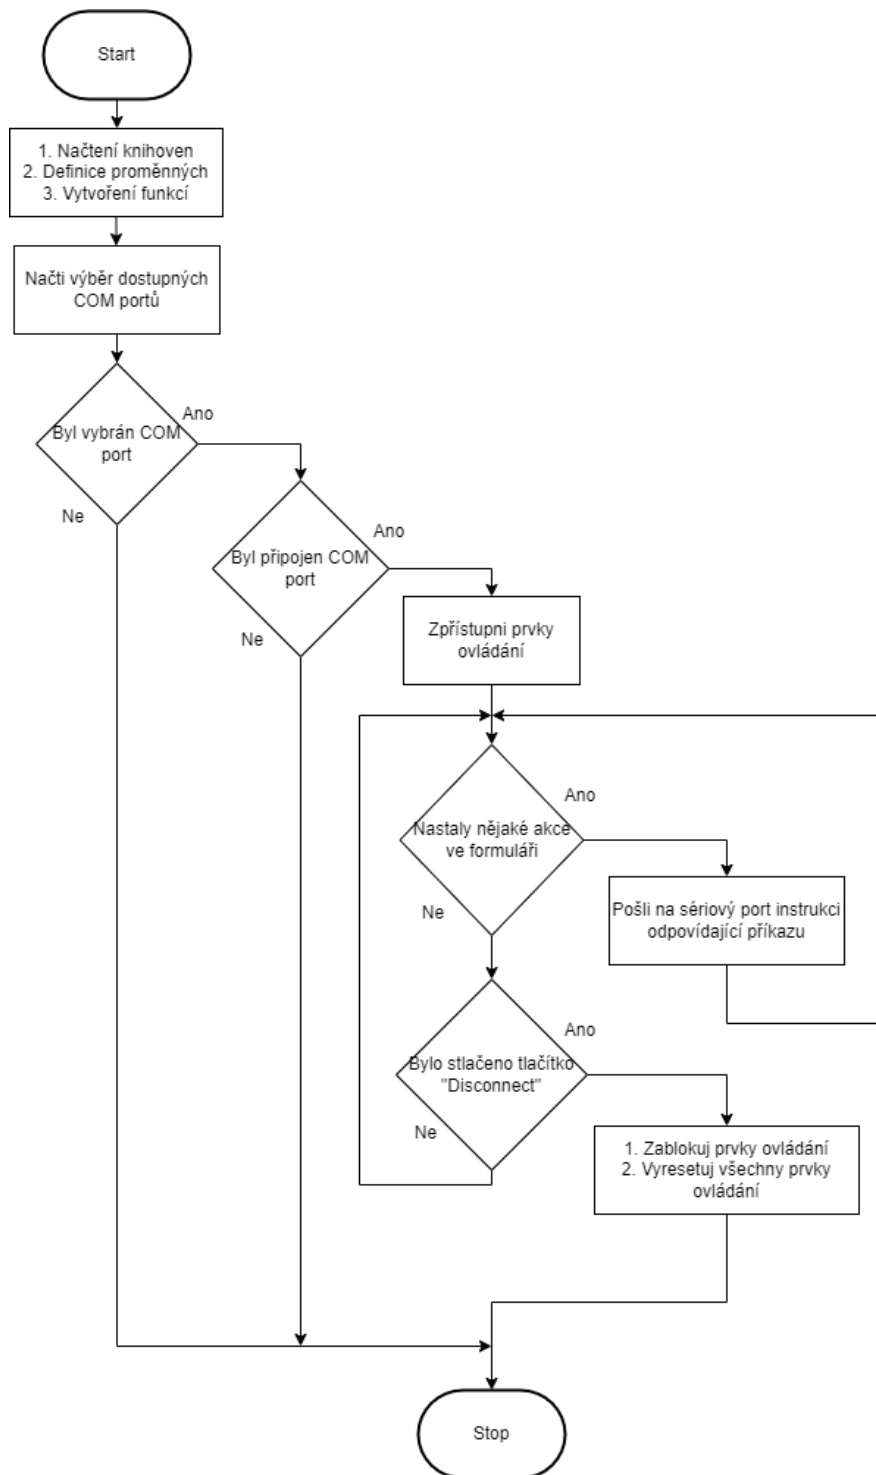 Start
1. Načtení knihoven
2. Definice proměnných
3. Vytvoření funkcí
Načti výběr dostupných
COM portů
Ano
Byl vybrán COM
port
Ne
Ano
Byl připojen COM
port
Ne
Zpřístupni prvky
ovládání
Ano
Nastaly nějaké akce
ve formuláři
Ne
Pošli na sériový port instrukci
odpovídající příkazu
Ano
Bylo stlačeno tlačítko
"Disconnect"
Ne
1. Zablokuj prvky ovládání
2. Vyresetuj všechny prvky
ovládání
Stop